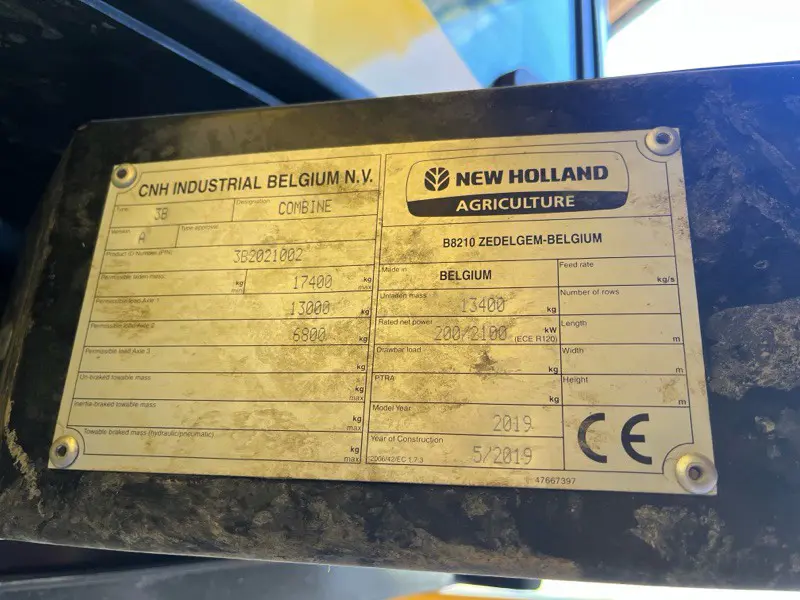 CNH INDUSTRIAL BELGIUM N.V.
Type 3B
Designation COMBINE
Version A
Type approval
Product ID Number (PIN) 3B2021002
Permissible laden mass kg 17400 kg max
Permissible load Axle 1 13000 kg
Permissible load Axle 2 6800 kg
Permissible load Axle 3 kg
Un-braked towable mass kg max
Inertia-braked towable mass kg max
Towable braked mass (hydraulic/pneumatic) kg max
NEW HOLLAND
AGRICULTURE
B8210 ZEDELGEM-BELGIUM
Made in BELGIUM
Unladen mass 13400 kg
Rated net power 200/2100 kW
(ECE R120)
Drawbar load kg
PTRA kg
Model Year 2019
Year of Construction 5/2019
2006/42/EC 1.7.3
Feed rate kg/s
Number of rows
Length m
Width m
Height m
CE
47667397